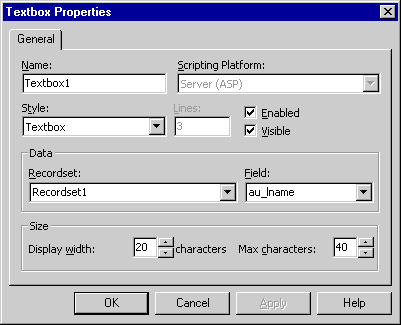 Textbox Properties
General
Name: Scripting Platform:
Textbox1 Server (ASP)
Style: Lines: Enabled
Textbox 3 Visible
Data
Recordset: Field:
Recordset1 au_lname
Size
Display width: 20 characters Max characters: 40
OK Cancel Apply Help